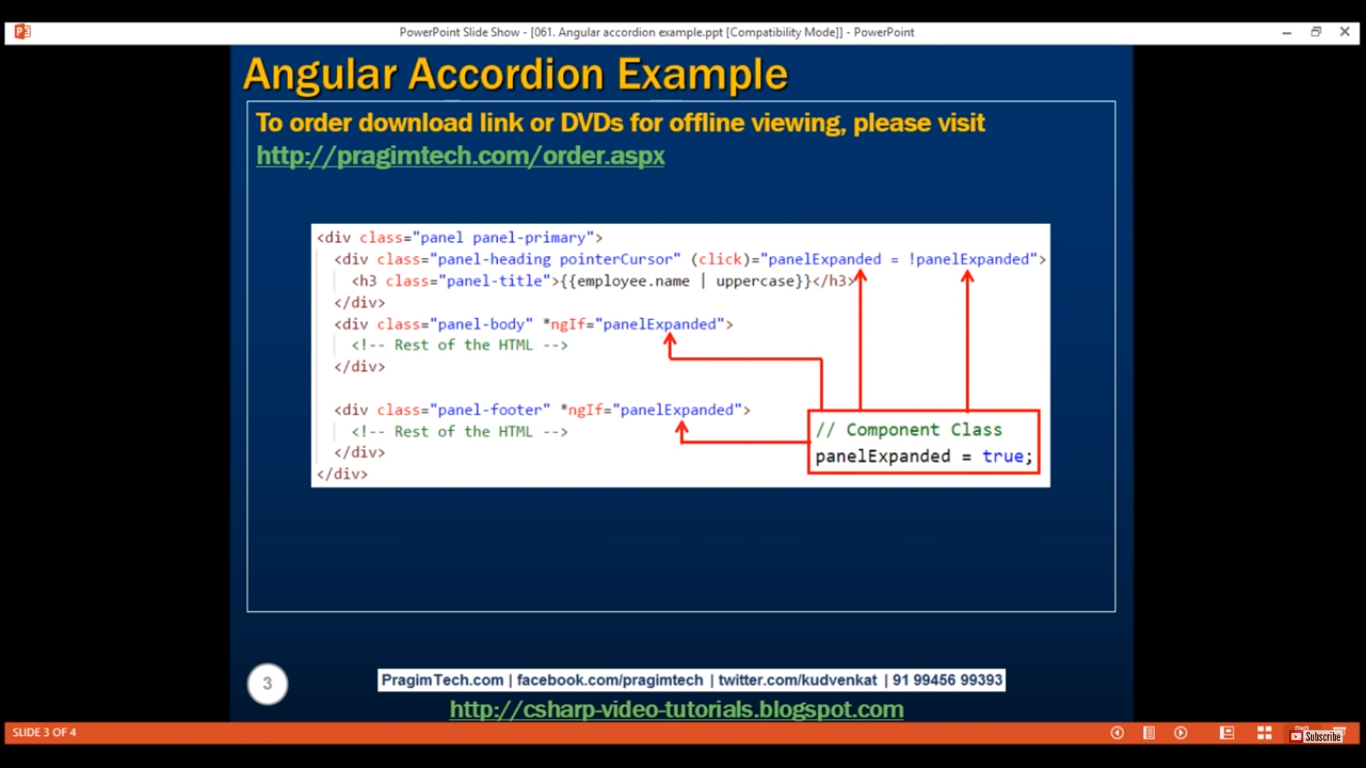 PowerPoint Slide Show - [061. Angular accordion example.ppt [Compatibility Mode]] - PowerPoint
Angular Accordion Example
To order download link or DVDs for offline viewing, please visit
http://pragimtech.com/order.aspx
<div class="panel panel-primary">
<div class="panel-heading pointerCursor" (click)="panelExpanded = !panelExpanded">
<h3 class="panel-title">{{employee.name | uppercase}}</h3>
</div>
<div class="panel-body" *ngIf="panelExpanded">
<!-- Rest of the HTML -->
</div>
<div class="panel-footer" *ngIf="panelExpanded">
<!-- Rest of the HTML -->
</div>
</div>
// Component Class
panelExpanded = true;
3
PragimTech.com | facebook.com/pragimtech | twitter.com/kudvenkat | 91 99456 99393
http://csharp-video-tutorials.blogspot.com
SLIDE 3 OF 4
Subscribe